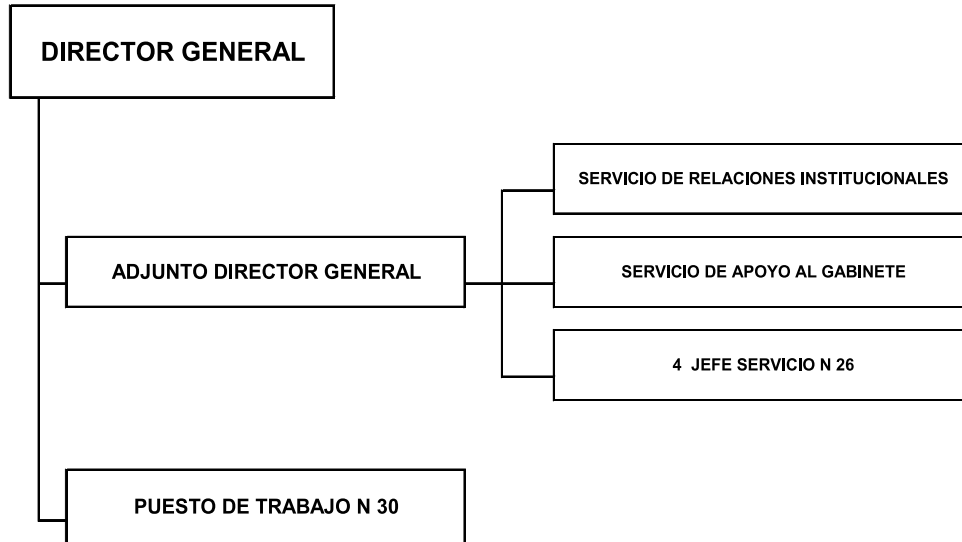 DIRECTOR GENERAL
SERVICIO DE RELACIONES INSTITUCIONALES
ADJUNTO DIRECTOR GENERAL
SERVICIO DE APOYO AL GABINETE
4 JEFE SERVICIO N 26
PUESTO DE TRABAJO N 30